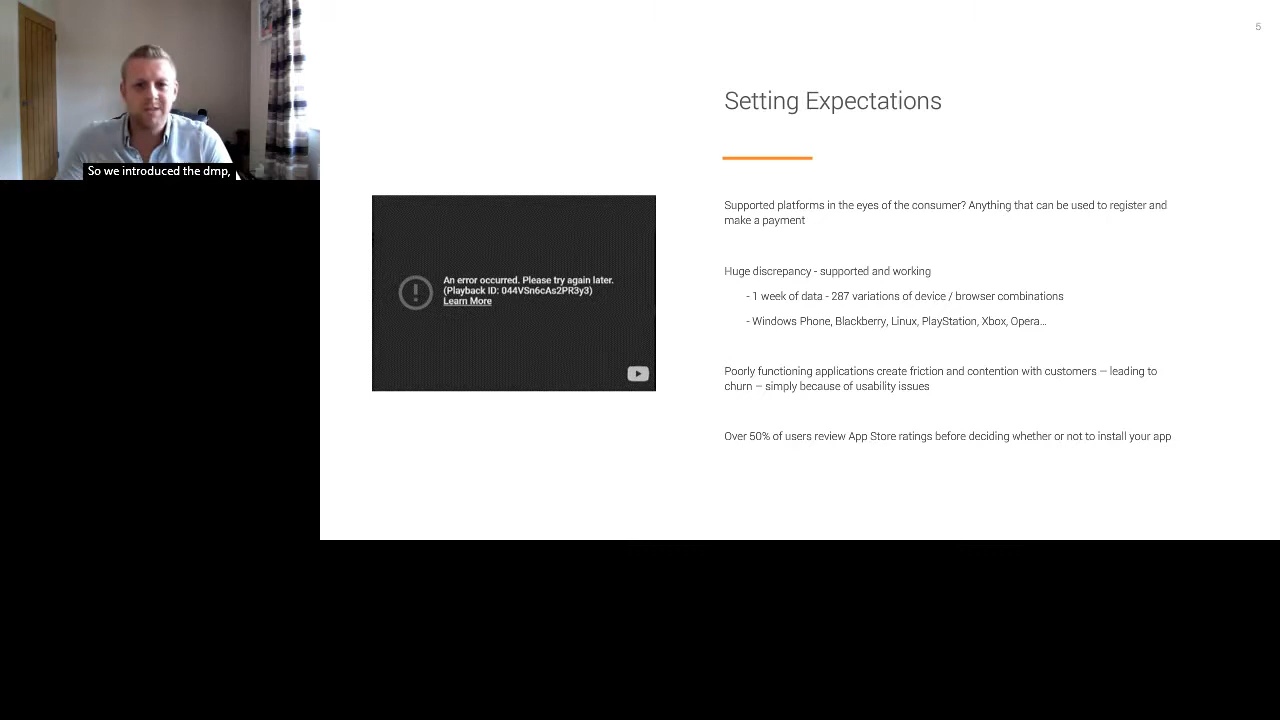 5
So we introduced the dmp,
Setting Expectations
Supported platforms in the eyes of the consumer? Anything that can be used to register and
make a payment
An error occurred. Please try again later.
(Playback ID: 044VSn6cAs2PR3y3)
Learn More
Huge discrepancy - supported and working
- 1 week of data - 287 variations of device / browser combinations
- Windows Phone, Blackberry, Linux, PlayStation, Xbox, Opera...
Poorly functioning applications create friction and contention with customers – leading to
churn – simply because of usability issues
Over 50% of users review App Store ratings before deciding whether or not to install your app